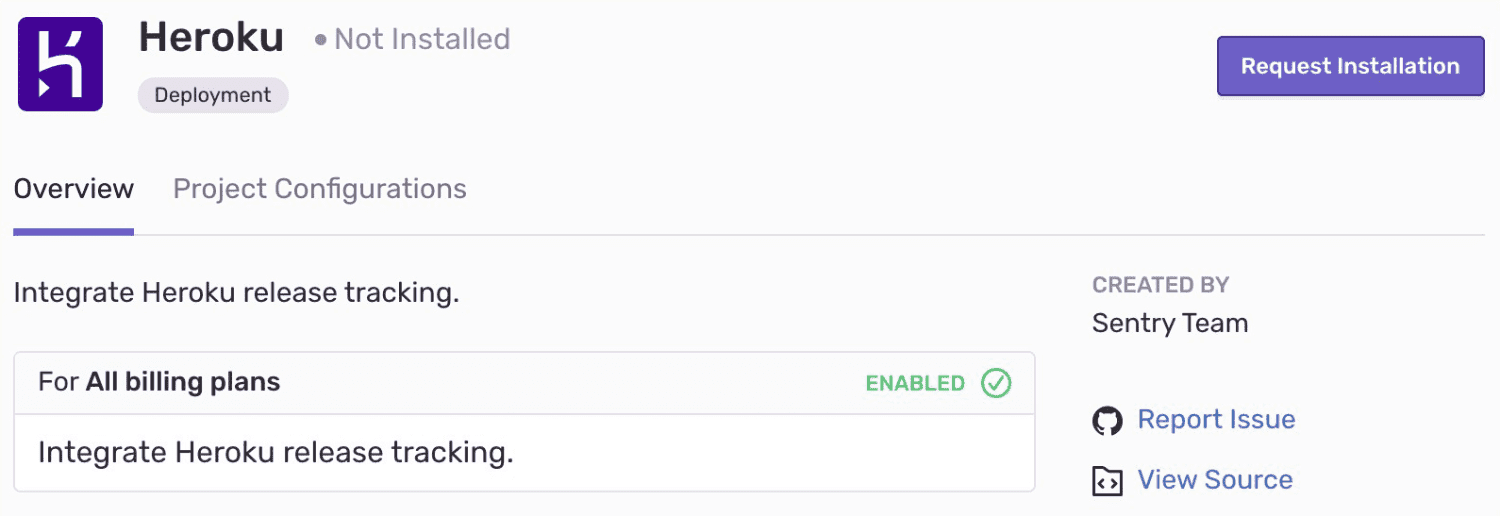 Heroku
Not Installed
Request Installation
Deployment
Overview
Project Configurations
Integrate Heroku release tracking.
CREATED BY
Sentry Team
For All billing plans
ENABLED
Integrate Heroku release tracking.
Report Issue
View Source